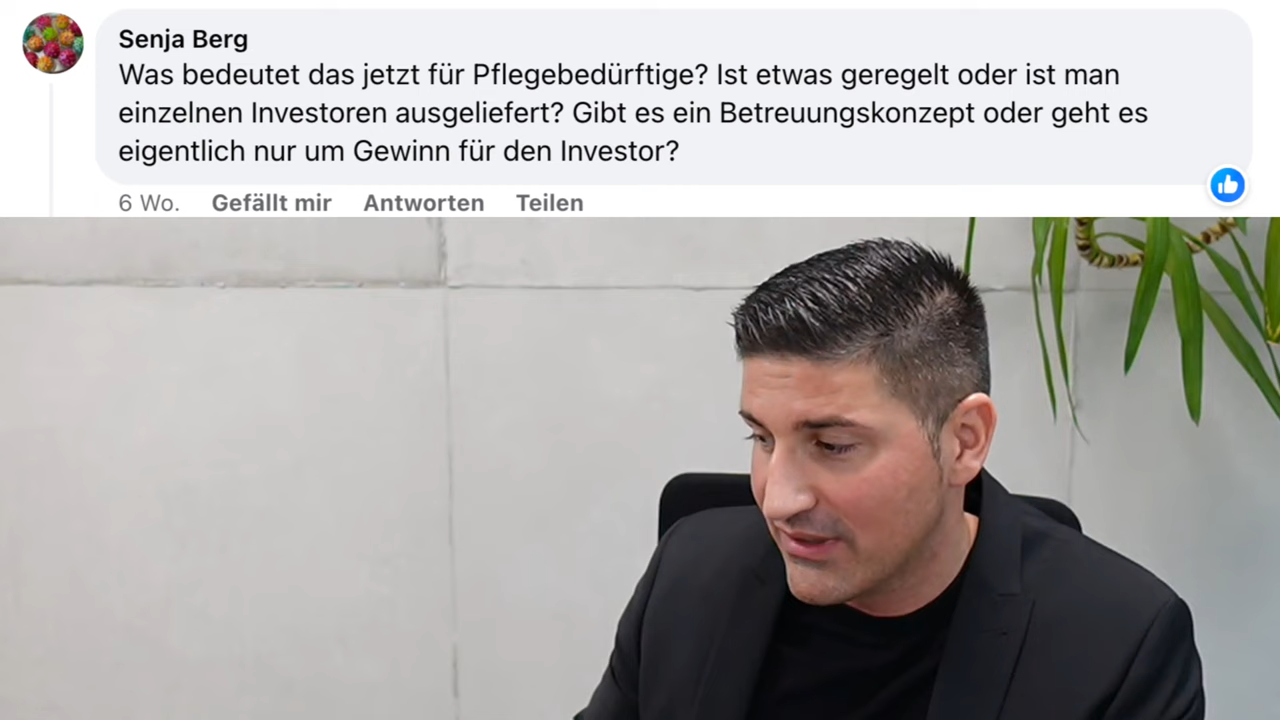 Senja Berg
Was bedeutet das jetzt für Pflegebedürftige? Ist etwas geregelt oder ist man
einzelnen Investoren ausgeliefert? Gibt es ein Betreuungskonzept oder geht es
eigentlich nur um Gewinn für den Investor?
6 Wo. Gefällt mir Antworten Teilen